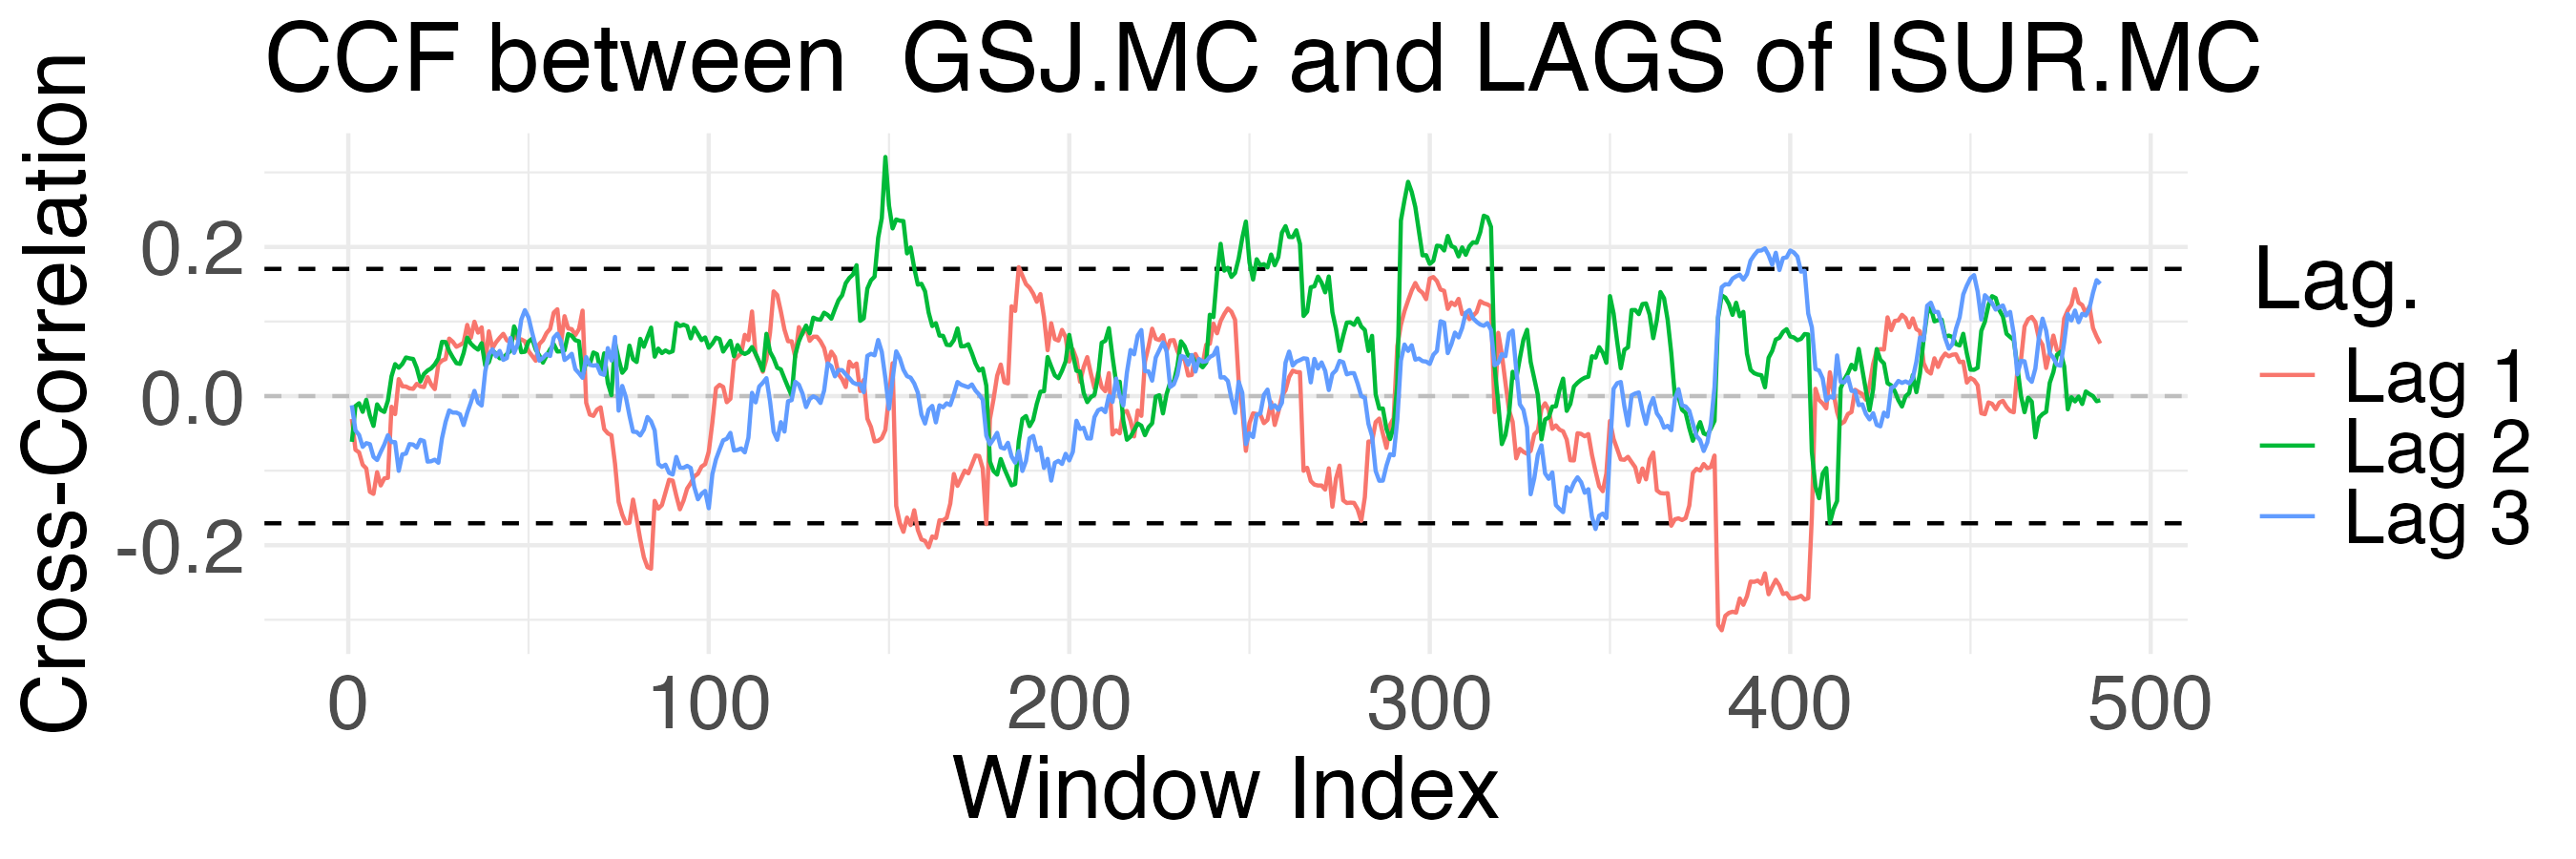 CCF between  GSJ.MC and LAGS of ISUR.MC
Cross-Correlation
0.2
0.0
-0.2
0 100 200 300 400 500
Window Index
Lag.
Lag 1
Lag 2
Lag 3